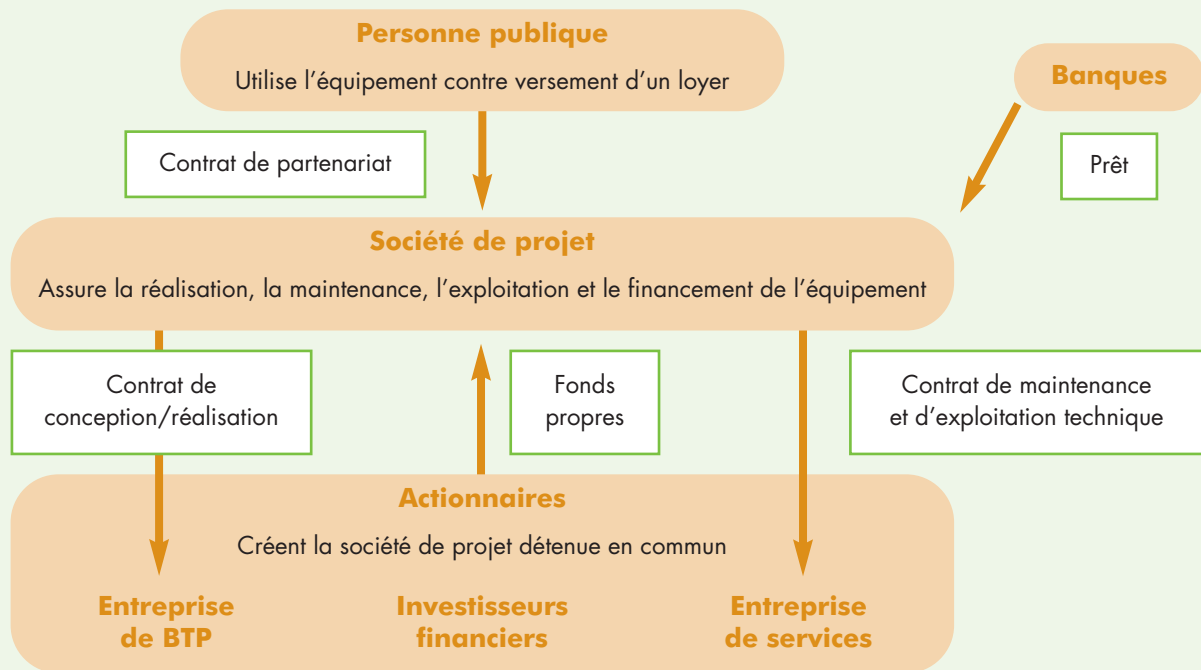 Personne publique
Utilise l’équipement contre versement d’un loyer
Banques
Contrat de partenariat
Prêt
Société de projet
Assure la réalisation, la maintenance, l’exploitation et le financement de l’équipement
Contrat de
conception/réalisation
Fonds
propres
Contrat de maintenance
et d’exploitation technique
Actionnaires
Créent la société de projet détenue en commun
Entreprise
de BTP
Investisseurs
financiers
Entreprise
de services